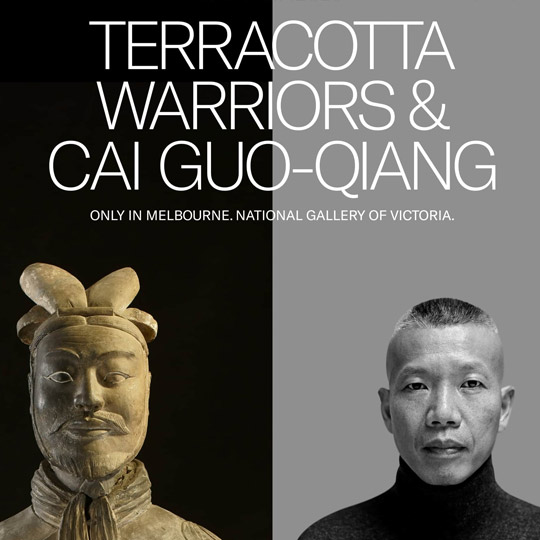 TERRACOTTA
WARRIORS &
CAI GUO-QIANG
ONLY IN MELBOURNE. NATIONAL GALLERY OF VICTORIA.